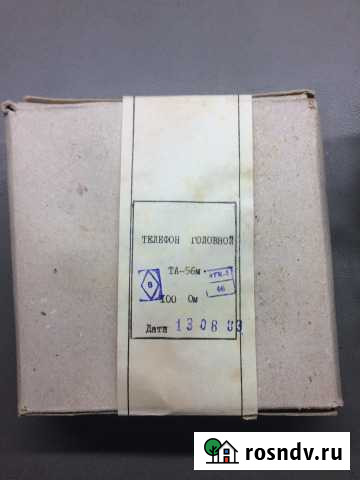 ТЕЛЕФОН ГОЛОВНОЙ
ТА-56м
100 Ом
Дата 13 08 83
rosndv.ru